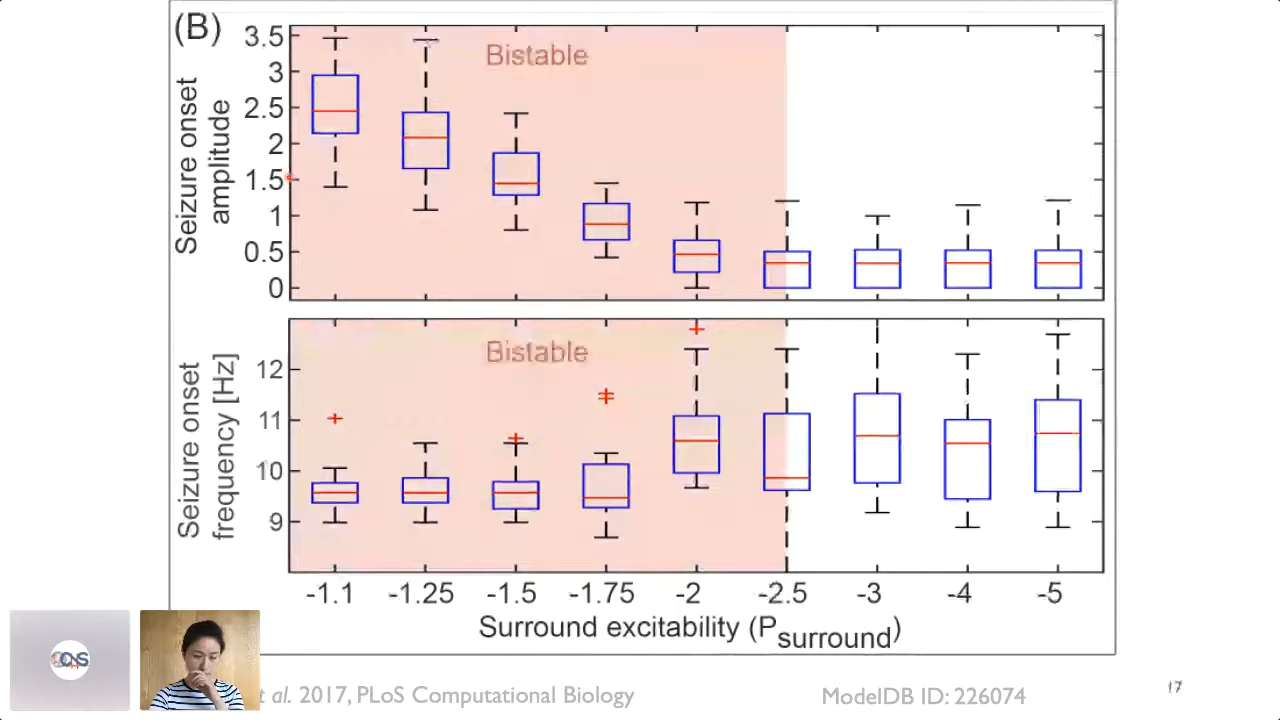 (B)
Seizure onset
amplitude
3.5
3
2.5
2
1.5
1
0.5
0
Bistable
Seizure onset
frequency [Hz]
12
11
10
9
Bistable
-1.1 -1.25 -1.5 -1.75 -2 -2.5 -3 -4 -5
Surround excitability (Psurround)
et al. 2017, PLoS Computational Biology
ModelDB ID: 226074
17